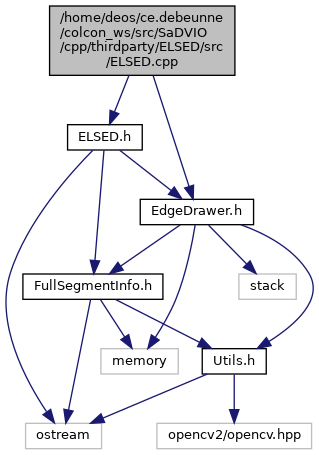 /home/deos/ce.debeunne
/colcon_ws/src/SaDVIO
/cpp/thirdparty/ELSED/src
/ELSED.cpp
ELSED.h
EdgeDrawer.h
FullSegmentInfo.h
stack
memory
Utils.h
ostream
opencv2/opencv.hpp